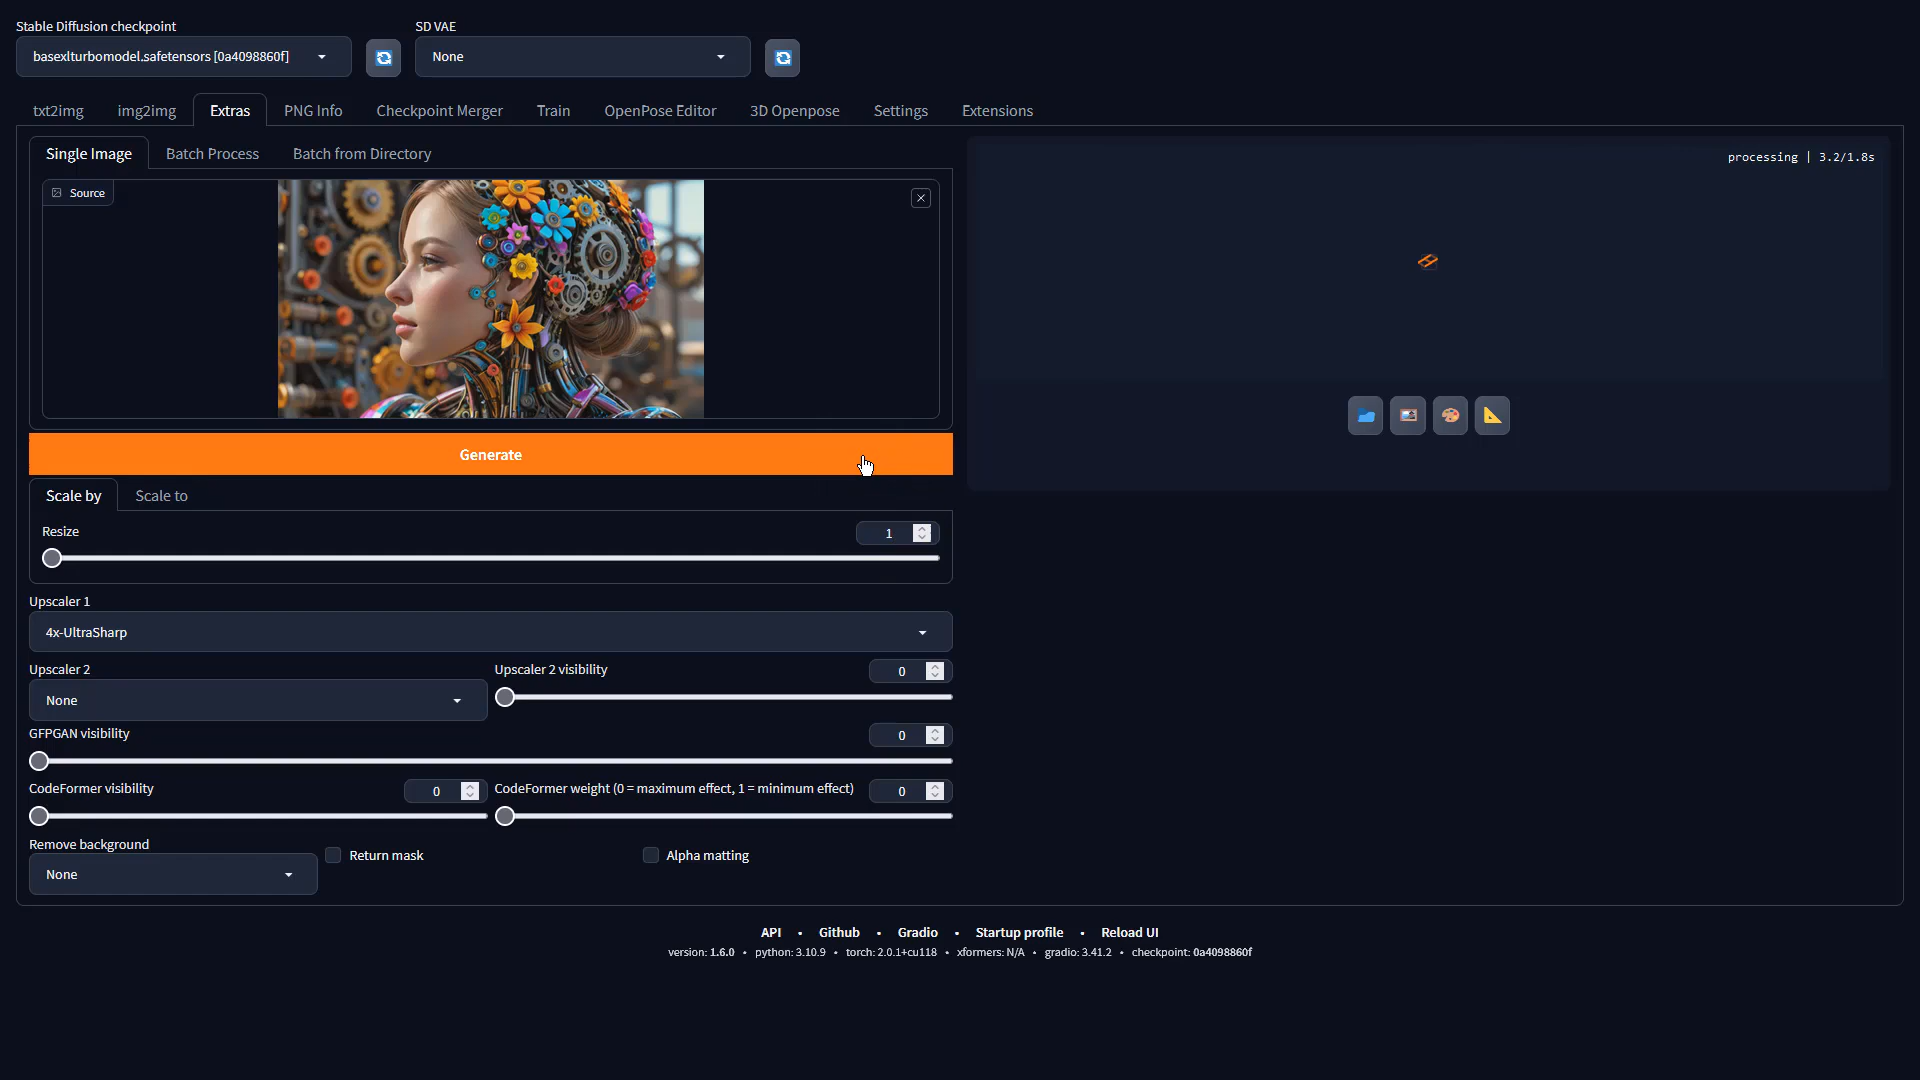 Stable Diffusion checkpoint
SD VAE
basexlturbomodel.safetensors [0a4098860f]
None
txt2img
img2img
Extras
PNG Info
Checkpoint Merger
Train
OpenPose Editor
3D Openpose
Settings
Extensions
Single Image
Batch Process
Batch from Directory
processing | 3.2/1.8s
Source
Generate
Scale by
Scale to
Resize
1
Upscaler 1
4x-UltraSharp
Upscaler 2
Upscaler 2 visibility
0
None
GFPGAN visibility
0
CodeFormer visibility
0
CodeFormer weight (0 = maximum effect, 1 = minimum effect)
0
Remove background
Return mask
Alpha matting
None
API • Github • Gradio • Startup profile • Reload UI
version: 1.6.0 • python: 3.10.9 • torch: 2.0.1+cu118 • xformers: N/A • gradio: 3.41.2 • checkpoint: 0a4098860f